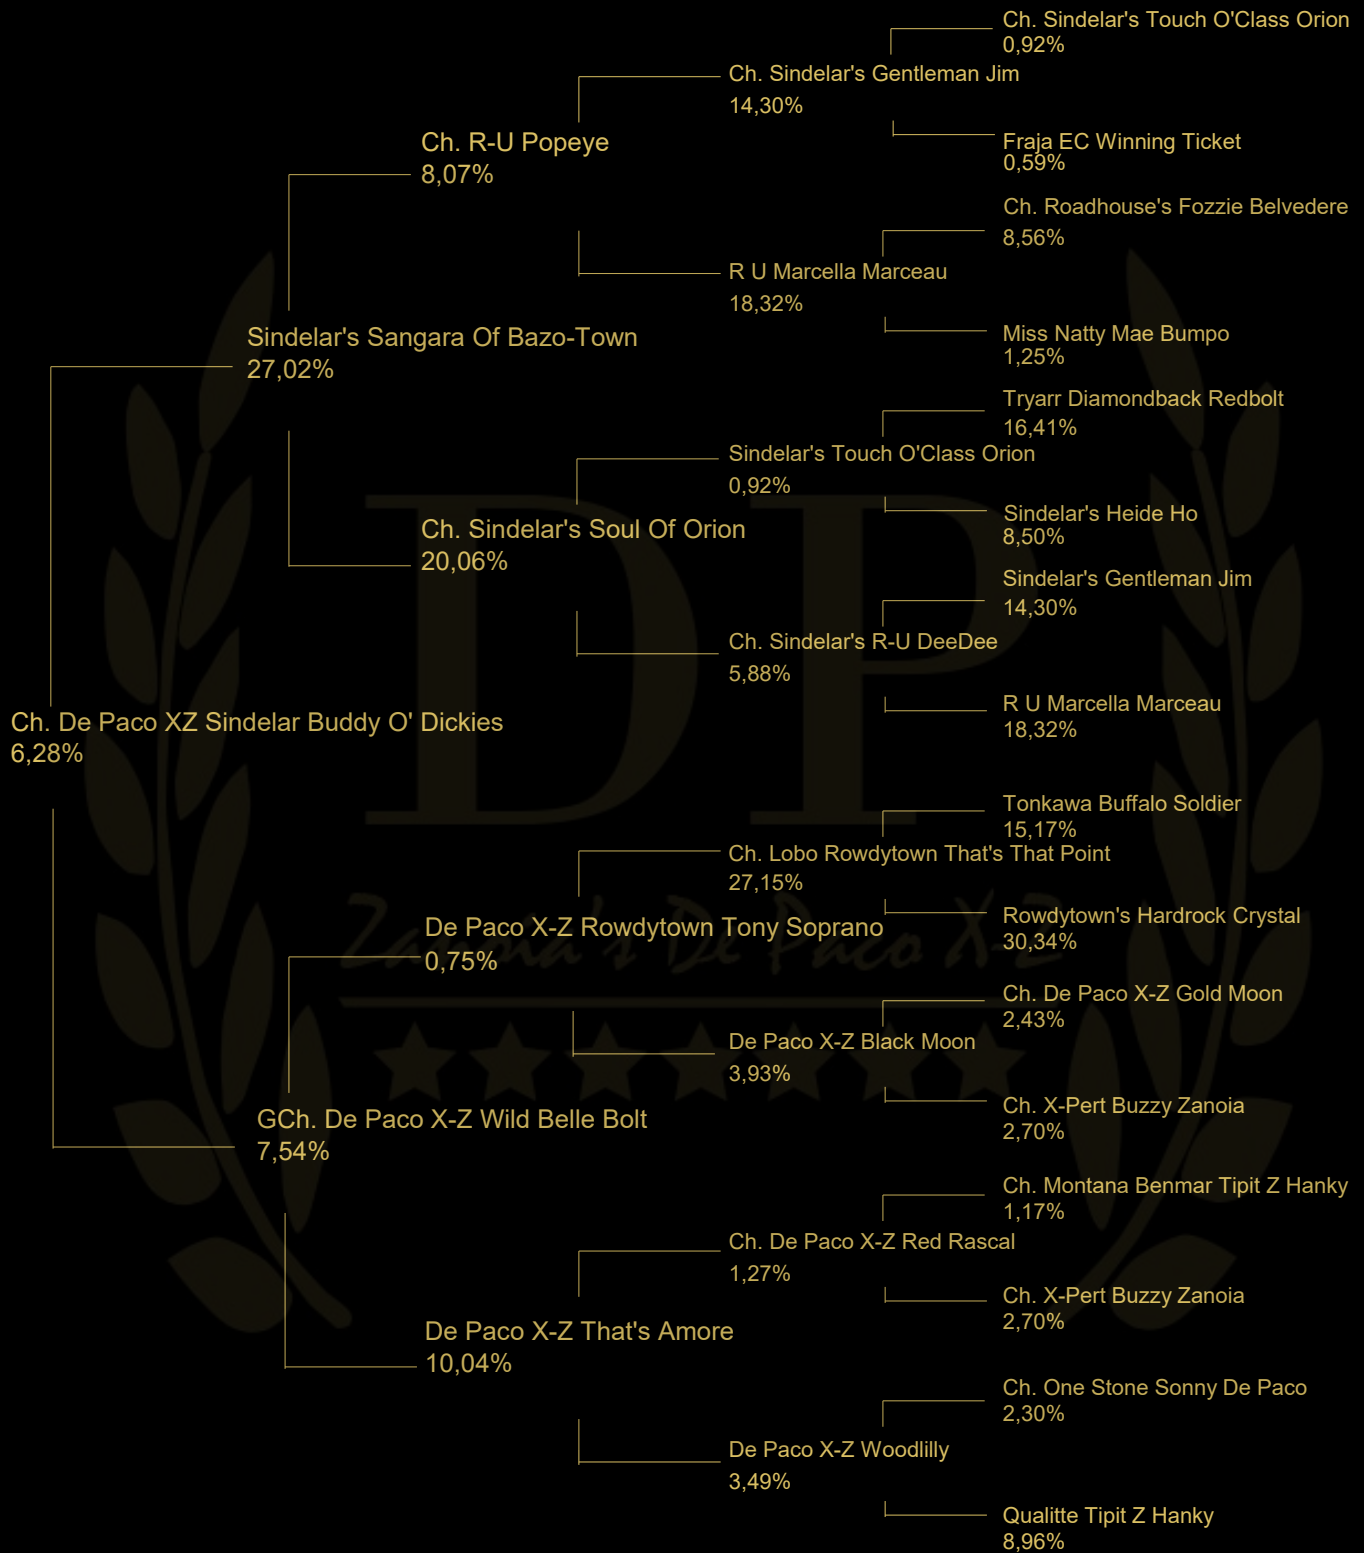 Ch. Sindelar's Touch O'Class Orion
0,92%
Ch. Sindelar's Gentleman Jim
14,30%
Fraja EC Winning Ticket
0,59%
Ch. R-U Popeye
8,07%
Ch. Roadhouse's Fozzie Belvedere
8,56%
R U Marcella Marceau
18,32%
Miss Natty Mae Bumpo
1,25%
Sindelar's Sangara Of Bazo-Town
27,02%
Tryarr Diamondback Redbolt
16,41%
Sindelar's Touch O'Class Orion
0,92%
Sindelar's Heide Ho
8,50%
Ch. Sindelar's Soul Of Orion
20,06%
Sindelar's Gentleman Jim
14,30%
Ch. Sindelar's R-U DeeDee
5,88%
R U Marcella Marceau
18,32%
Ch. De Paco XZ Sindelar Buddy O' Dickies
6,28%
DP
Tonkawa Buffalo Soldier
15,17%
Ch. Lobo Rowdytown That's That Point
27,15%
Rowdytown's Hardrock Crystal
30,34%
De Paco X-Z Rowdytown Tony Soprano
0,75%
Zanoia's De Paco X-Z
Ch. De Paco X-Z Gold Moon
2,43%
De Paco X-Z Black Moon
3,93%
Ch. X-Pert Buzzy Zanoia
2,70%
GCh. De Paco X-Z Wild Belle Bolt
7,54%
Ch. Montana Benmar Tipit Z Hanky
1,17%
Ch. De Paco X-Z Red Rascal
1,27%
Ch. X-Pert Buzzy Zanoia
2,70%
De Paco X-Z That's Amore
10,04%
Ch. One Stone Sonny De Paco
2,30%
De Paco X-Z Woodlilly
3,49%
Qualitte Tipit Z Hanky
8,96%